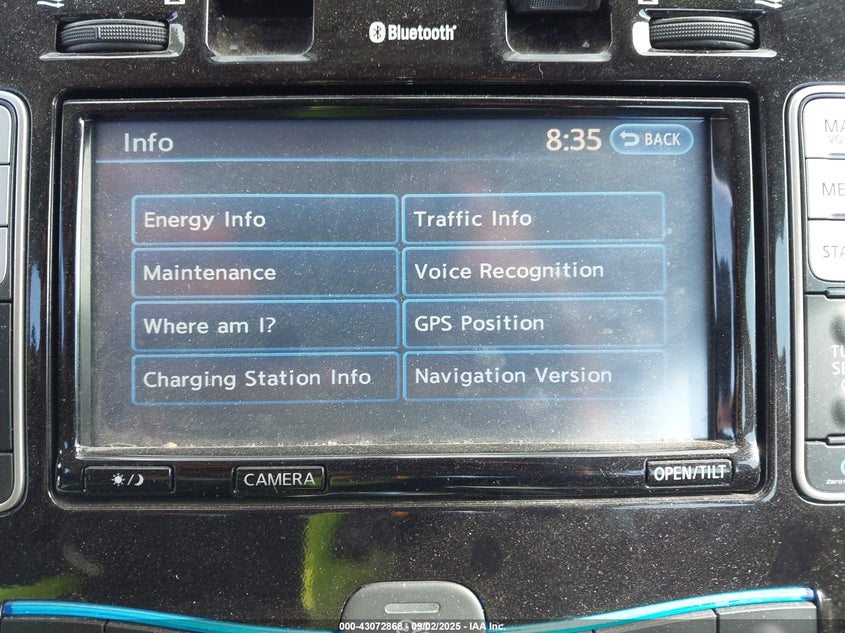 Bluetooth
Info 8:35 BACK
Energy Info Traffic Info
Maintenance Voice Recognition
Where am I? GPS Position
Charging Station Info Navigation Version
CAMERA OPEN/TILT
000-43072868 - 09/02/2025 - IAA Inc.